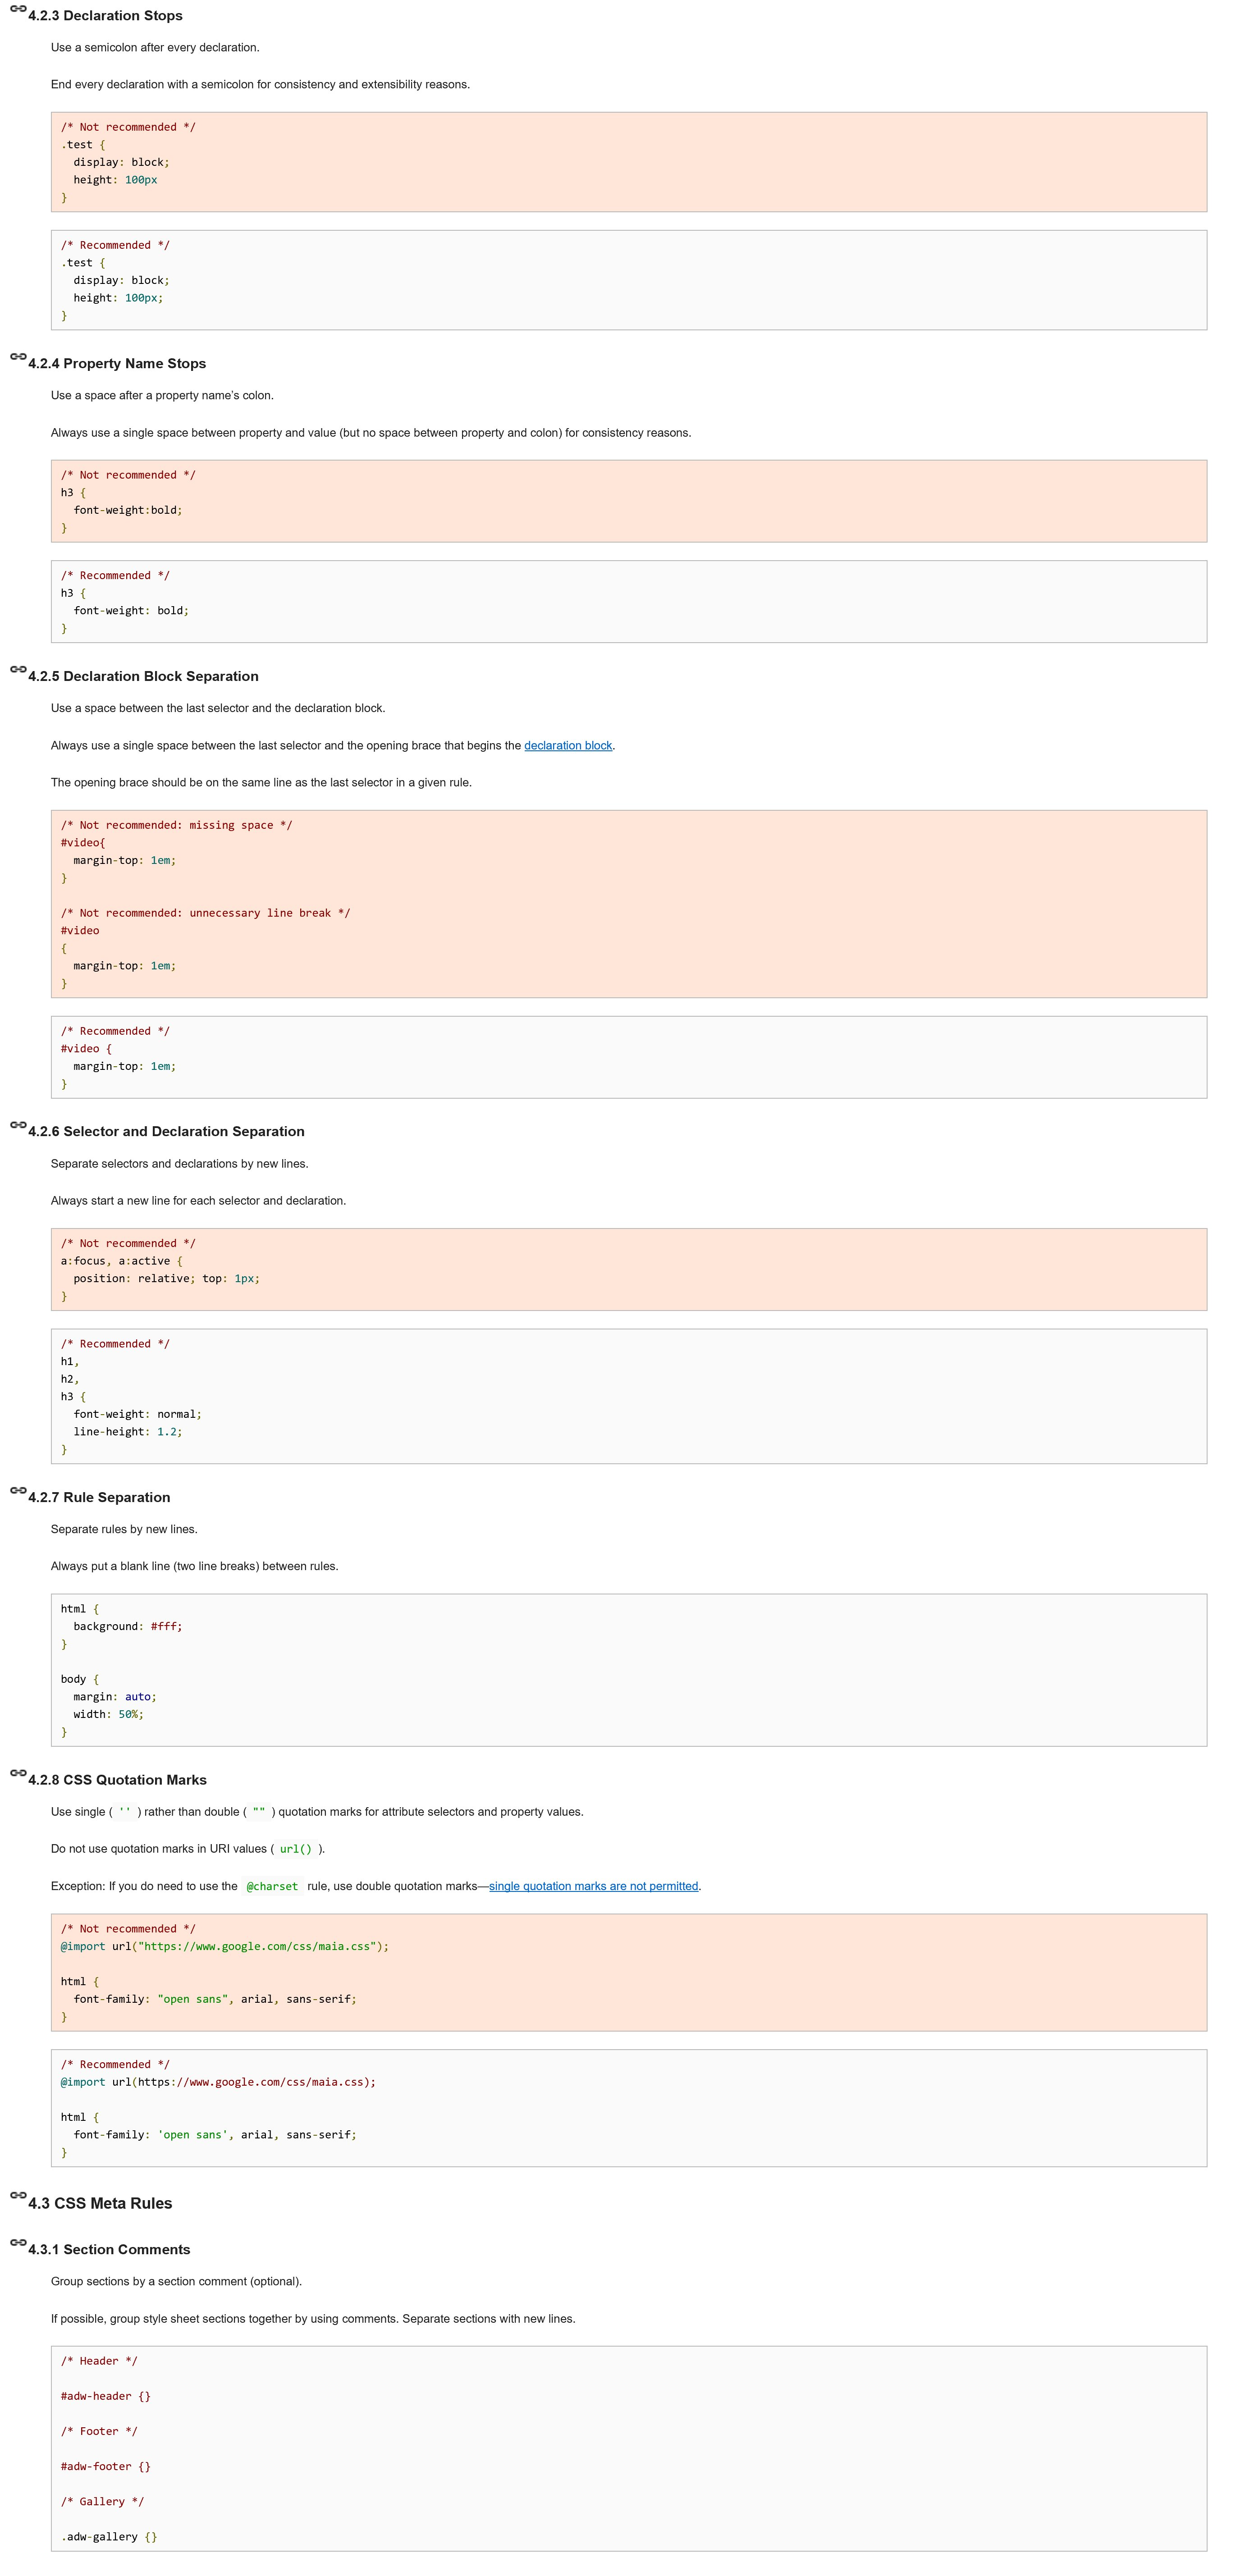 4.2.3 Declaration Stops
Use a semicolon after every declaration.
End every declaration with a semicolon for consistency and extensibility reasons.
/* Not recommended */
.test {
  display: block;
  height: 100px
}
/* Recommended */
.test {
  display: block;
  height: 100px;
}
4.2.4 Property Name Stops
Use a space after a property name’s colon.
Always use a single space between property and value (but no space between property and colon) for consistency reasons.
/* Not recommended */
h3 {
  font-weight:bold;
}
/* Recommended */
h3 {
  font-weight: bold;
}
4.2.5 Declaration Block Separation
Use a space between the last selector and the declaration block.
Always use a single space between the last selector and the opening brace that begins the declaration block.
The opening brace should be on the same line as the last selector in a given rule.
/* Not recommended: missing space */
#video{
  margin-top: 1em;
}
/* Not recommended: unnecessary line break */
#video
{
  margin-top: 1em;
}
/* Recommended */
#video {
  margin-top: 1em;
}
4.2.6 Selector and Declaration Separation
Separate selectors and declarations by new lines.
Always start a new line for each selector and declaration.
/* Not recommended */
a:focus, a:active {
  position: relative; top: 1px;
}
/* Recommended */
h1,
h2,
h3 {
  font-weight: normal;
  line-height: 1.2;
}
4.2.7 Rule Separation
Separate rules by new lines.
Always put a blank line (two line breaks) between rules.
html {
  background: #fff;
}
body {
  margin: auto;
  width: 50%;
}
4.2.8 CSS Quotation Marks
Use single ( '' ) rather than double ( "" ) quotation marks for attribute selectors and property values.
Do not use quotation marks in URI values ( url() ).
Exception: If you do need to use the @charset rule, use double quotation marks—single quotation marks are not permitted.
/* Not recommended */
@import url("https://www.google.com/css/maia.css");
html {
  font-family: "open sans", arial, sans-serif;
}
/* Recommended */
@import url(https://www.google.com/css/maia.css);
html {
  font-family: 'open sans', arial, sans-serif;
}
4.3 CSS Meta Rules
4.3.1 Section Comments
Group sections by a section comment (optional).
If possible, group style sheet sections together by using comments. Separate sections with new lines.
/* Header */
#adw-header {}
/* Footer */
#adw-footer {}
/* Gallery */
.adw-gallery {}